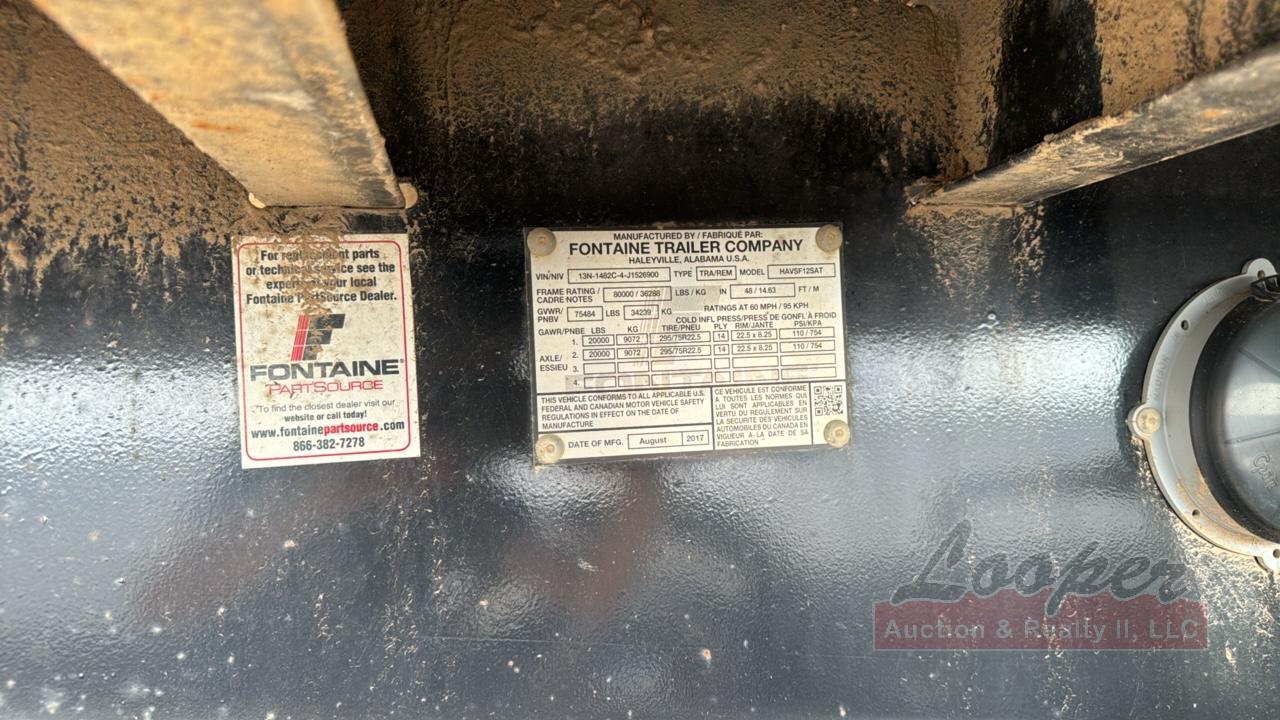 For replacement parts
or technical service see the
experts at your local
Fontaine PartSource Dealer.
FONTAINE®
PARTSOURCE
To find the closest dealer visit our
website or call today!
www.fontainepartsource.com
866-382-7278
MANUFACTURED BY / FABRIQUÉ PAR:
FONTAINE TRAILER COMPANY
HALEYVILLE, ALABAMA U.S.A.
VIN/NIV 13N-1482C-4-J1526900 TYPE TRA/REM MODEL HAVSF12SAT
FRAME RATING / CADRE NOTES 80000 / 36288 LBS / KG IN 48 / 14.63 FT / M
GVWR/ PNBV 75484 LBS 34239 KG RATINGS AT 60 MPH / 95 KPH
COLD INFL PRESS/PRESS DE GONFL À FROID
GAWR/PNBE LBS KG TIRE/PNEU PLY RIM/JANTE PSI/KPA
AXLE/ ESSIEU
1. 20000 9072 295/75R22.5 14 22.5 x 8.25 110 / 754
2. 20000 9072 295/75R22.5 14 22.5 x 8.25 110 / 754
3.
4.
THIS VEHICLE CONFORMS TO ALL APPLICABLE U.S.
FEDERAL AND CANADIAN MOTOR VEHICLE SAFETY
REGULATIONS IN EFFECT ON THE DATE OF
MANUFACTURE
DATE OF MFG. August 2017
CE VEHICULE EST CONFORME
A TOUTES LES NORMES QUI
LUI SONT APPLICABLES EN
VERTU DU REGULEMENT SUR
LA SECURITE DES VEHICULES
AUTOMOBILES DU CANADA EN
VIGUEUR A-LA DATE DE SA
FABRICATION
Looper
Auction & Realty II, LLC